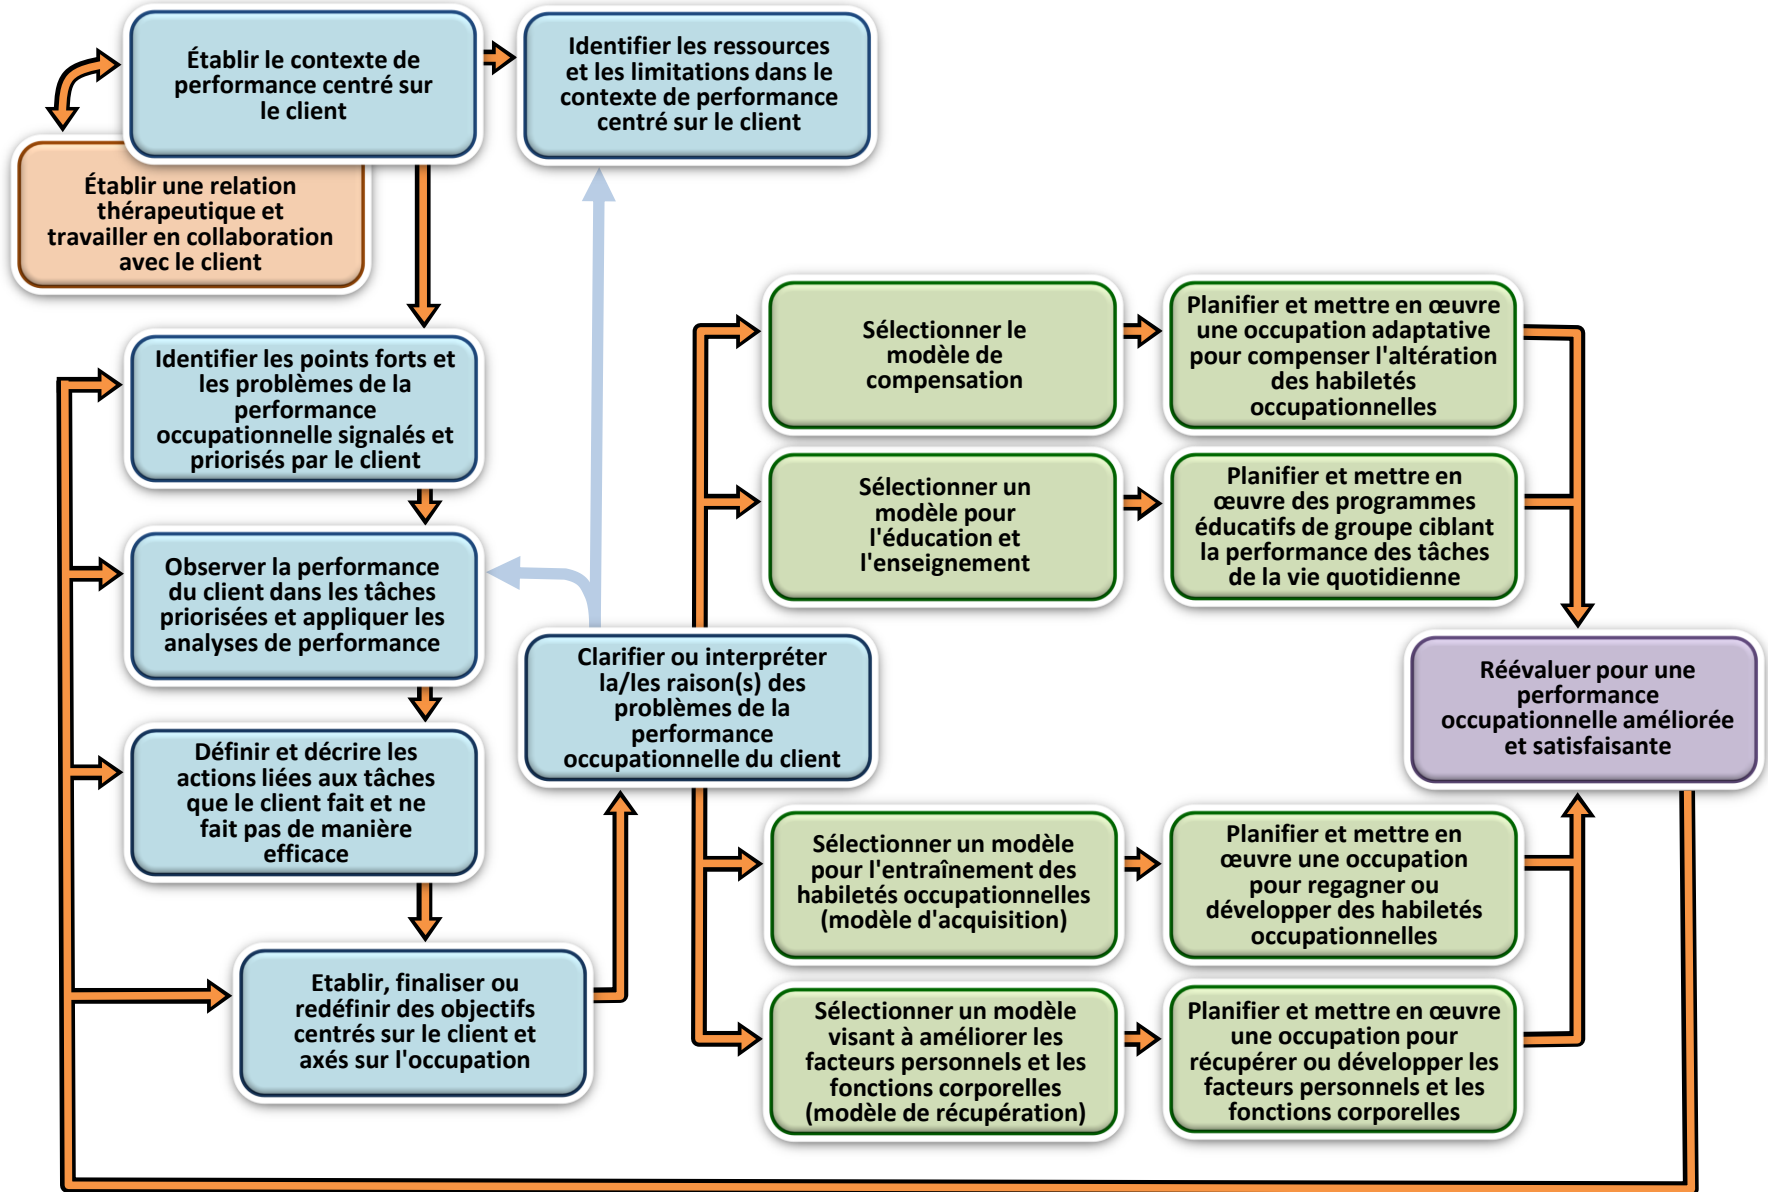 Établir le contexte de
performance centré sur
le client
Identifier les ressources
et les limitations dans le
contexte de performance
centré sur le client
Établir une relation
thérapeutique et
travailler en collaboration
avec le client
Identifier les points forts et
les problèmes de la
performance
occupationnelle signalés et
priorisés par le client
Observer la performance
du client dans les tâches
priorisées et appliquer les
analyses de performance
Définir et décrire les
actions liées aux tâches
que le client fait et ne
fait pas de manière
efficace
Etablir, finaliser ou
redéfinir des objectifs
centrés sur le client et
axés sur l'occupation
Clarifier ou interpréter
la/les raison(s) des
problèmes de la
performance
occupationnelle du client
Sélectionner le
modèle de
compensation
Planifier et mettre en œuvre
une occupation adaptative
pour compenser l'altération
des habiletés
occupationnelles
Sélectionner un
modèle pour
l'éducation et
l'enseignement
Planifier et mettre en
œuvre des programmes
éducatifs de groupe ciblant
la performance des tâches
de la vie quotidienne
Sélectionner un modèle
pour l'entraînement des
habiletés occupationnelles
(modèle d'acquisition)
Planifier et mettre en
œuvre une occupation
pour regagner ou
développer des habiletés
occupationnelles
Sélectionner un modèle
visant à améliorer les
facteurs personnels et les
fonctions corporelles
(modèle de récupération)
Planifier et mettre en œuvre
une occupation pour
récupérer ou développer les
facteurs personnels et les
fonctions corporelles
Réévaluer pour une
performance
occupationnelle améliorée
et satisfaisante